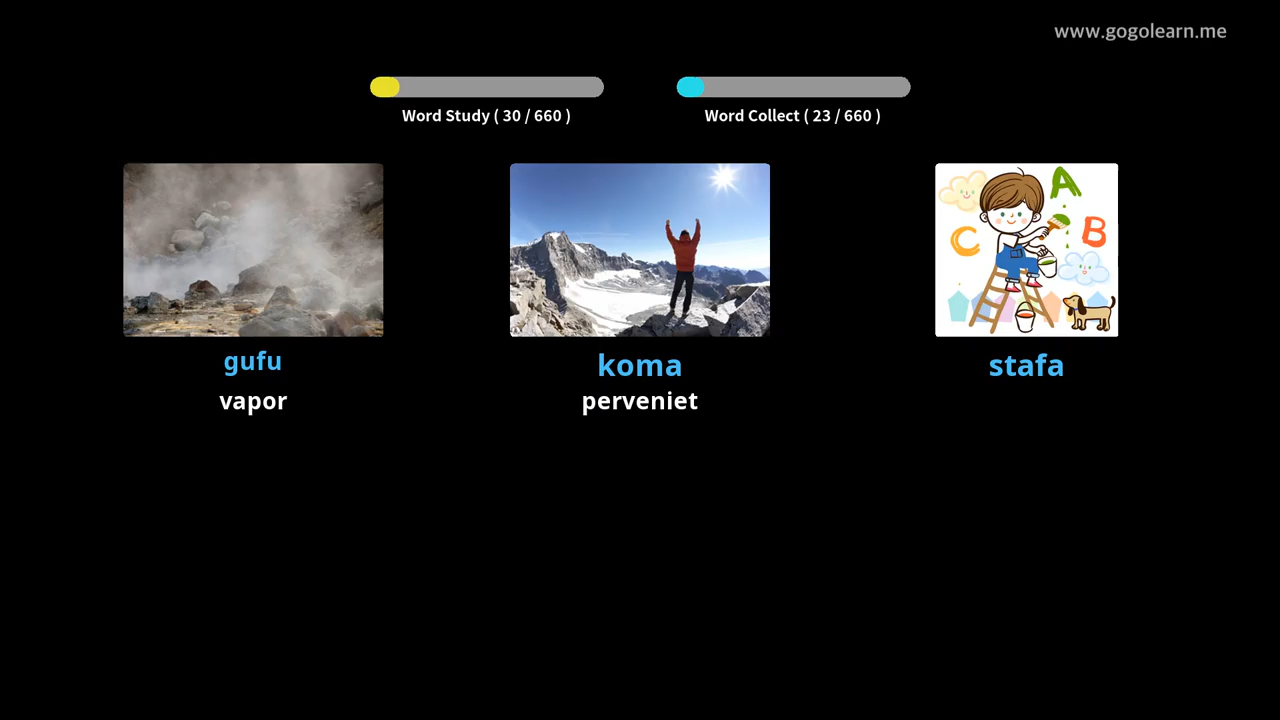 www.gogolearn.me
Word Study ( 30 / 660 )
Word Collect ( 23 / 660 )
A
B
C
gufu
koma
stafa
vapor
perveniet